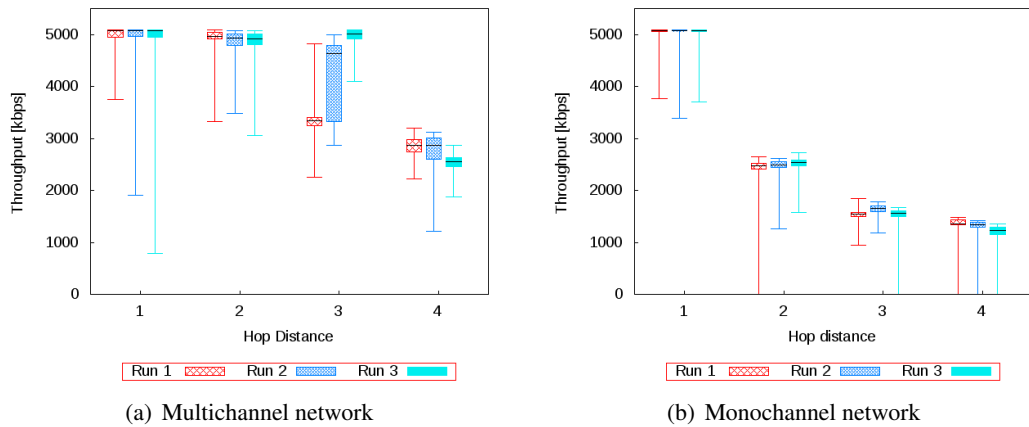 Throughput [kbps]
5000
4000
3000
2000
1000
0
1 2 3 4
Hop Distance
Run 1 Run 2 Run 3
(a) Multichannel network
Throughput [kbps]
5000
4000
3000
2000
1000
0
1 2 3 4
Hop distance
Run 1 Run 2 Run 3
(b) Monochannel network